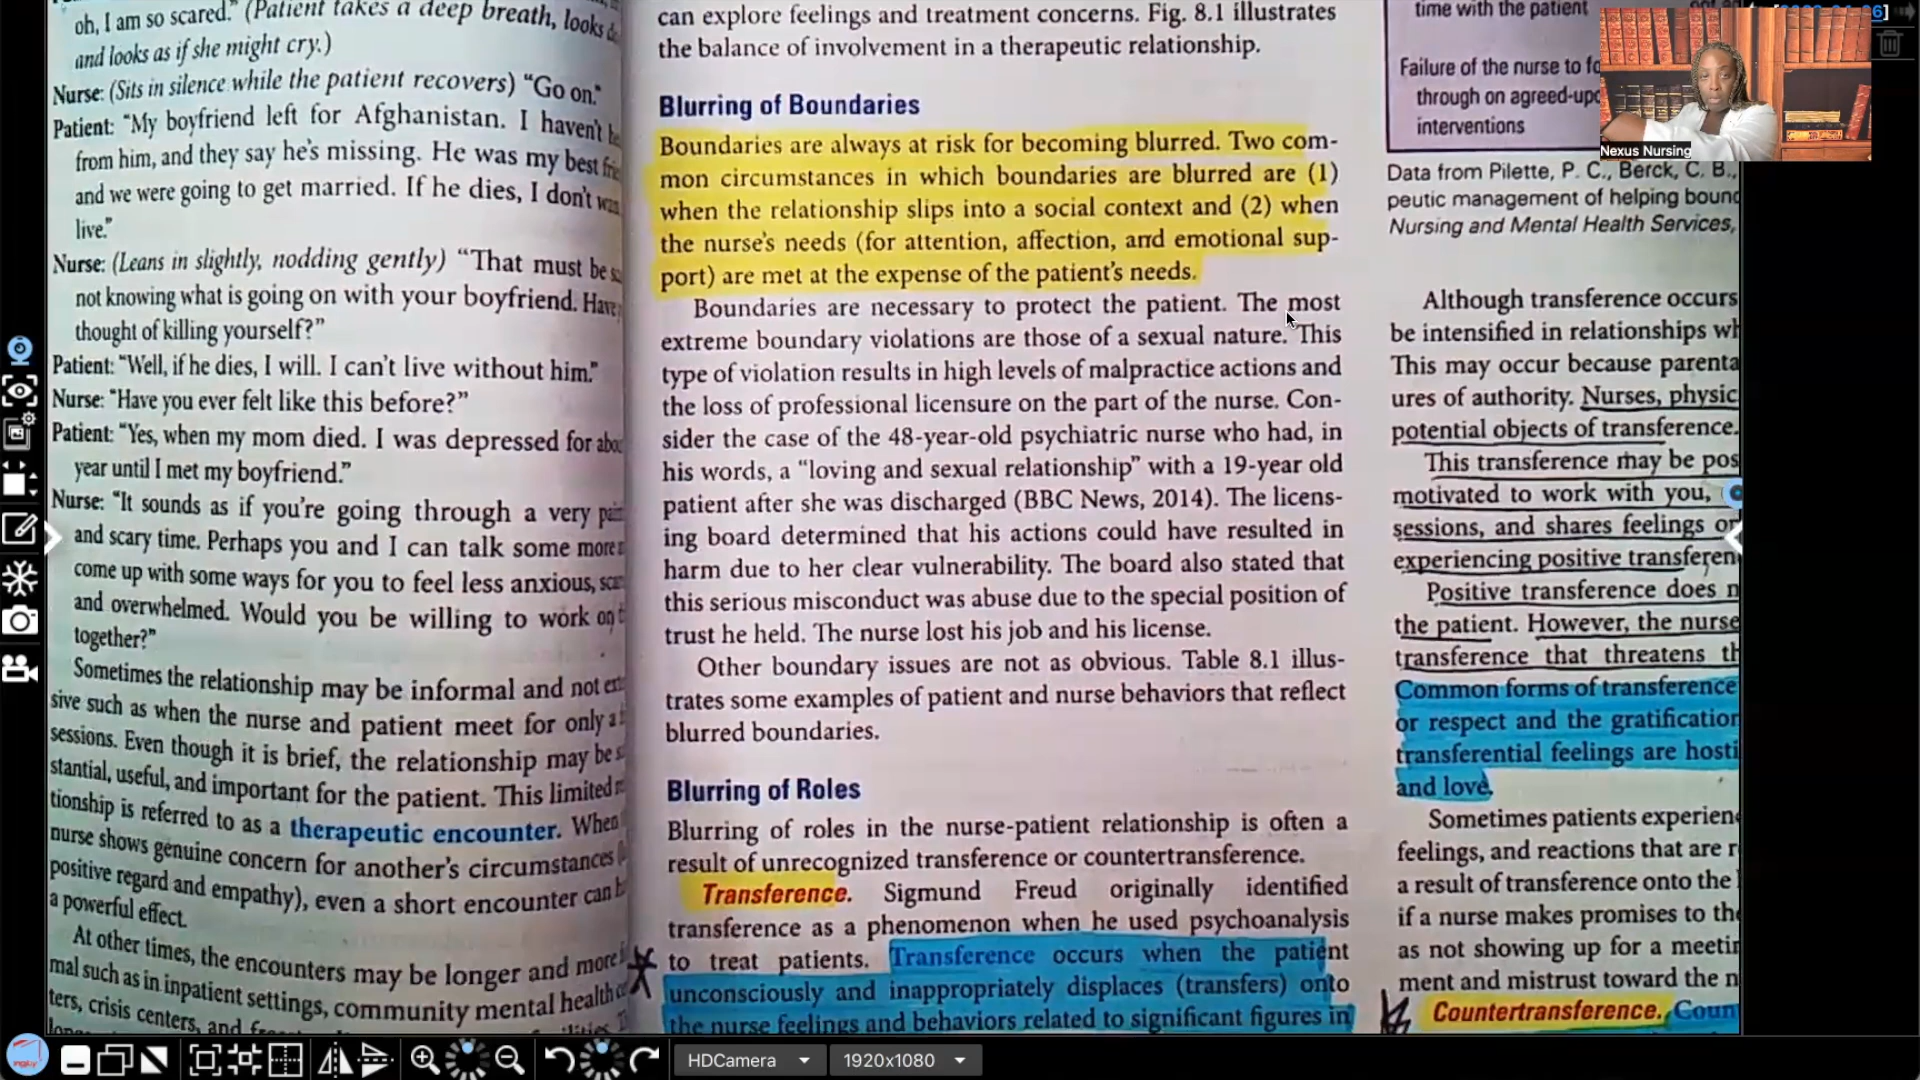 oh, I am so scared." (Patient takes a deep breath, looks
and looks as if she might cry.)
Nurse: (Sits in silence while the patient recovers) "Go on."
Patient: "My boyfriend left for Afghanistan. I haven't
from him, and they say he's missing. He was my best
and we were going to get married. If he dies, I don't
live."
Nurse: (Leans in slightly, nodding gently) "That must be
not knowing what is going on with your boyfriend. Have
thought of killing yourself?"
Patient: "Well, if he dies, I will. I can't live without him."
Nurse: "Have you ever felt like this before?"
Patient: "Yes, when my mom died. I was depressed for
year until I met my boyfriend."
Nurse: "It sounds as if you're going through a very
and scary time. Perhaps you and I can talk some more
come up with some ways for you to feel less anxious,
and overwhelmed. Would you be willing to work on
together?"
Sometimes the relationship may be informal and not
sive such as when the nurse and patient meet for only a
sessions. Even though it is brief, the relationship may be
stantial, useful, and important for the patient. This limited
tionship is referred to as a therapeutic encounter. When
nurse shows genuine concern for another's circumstances
positive regard and empathy), even a short encounter can
a powerful effect.
At other times, the encounters may be longer and more
mal such as in inpatient settings, community mental health
ters, crisis centers, and
can explore feelings and treatment concerns. Fig. 8.1 illustrates
the balance of involvement in a therapeutic relationship.
Blurring of Boundaries
Boundaries are always at risk for becoming blurred. Two com-
mon circumstances in which boundaries are blurred are (1)
when the relationship slips into a social context and (2) when
the nurse's needs (for attention, affection, and emotional sup-
port) are met at the expense of the patient's needs.
Boundaries are necessary to protect the patient. The most
extreme boundary violations are those of a sexual nature. This
type of violation results in high levels of malpractice actions and
the loss of professional licensure on the part of the nurse. Con-
sider the case of the 48-year-old psychiatric nurse who had, in
his words, a "loving and sexual relationship" with a 19-year old
patient after she was discharged (BBC News, 2014). The licens-
ing board determined that his actions could have resulted in
harm due to her clear vulnerability. The board also stated that
this serious misconduct was abuse due to the special position of
trust he held. The nurse lost his job and his license.
Other boundary issues are not as obvious. Table 8.1 illus-
trates some examples of patient and nurse behaviors that reflect
blurred boundaries.
Blurring of Roles
Blurring of roles in the nurse-patient relationship is often a
result of unrecognized transference or countertransference.
Transference. Sigmund Freud originally identified
transference as a phenomenon when he used psychoanalysis
to treat patients. Transference occurs when the patient
unconsciously and inappropriately displaces (transfers) onto
the nurse feelings and behaviors related to significant figures in
time with the patient
Failure of the nurse to
through on agreed-upo
interventions
Nexus Nursing
Data from Pilette, P. C., Berck, C. B.,
peutic management of helping bound
Nursing and Mental Health Services,
Although transference occurs
be intensified in relationships wh
This may occur because parenta
ures of authority. Nurses, physic
potential objects of transference.
This transference may be pos
motivated to work with you,
sessions, and shares feelings or
experiencing positive transferen
Positive transference does n
the patient. However, the nurse
transference that threatens th
Common forms of transference
or respect and the gratification
transferential feelings are hosti
and love.
Sometimes patients experien
feelings, and reactions that are r
a result of transference onto the
if a nurse makes promises to the
as not showing up for a meetin
ment and mistrust toward the n
Countertransference. Coun
HDCamera
1920x1080